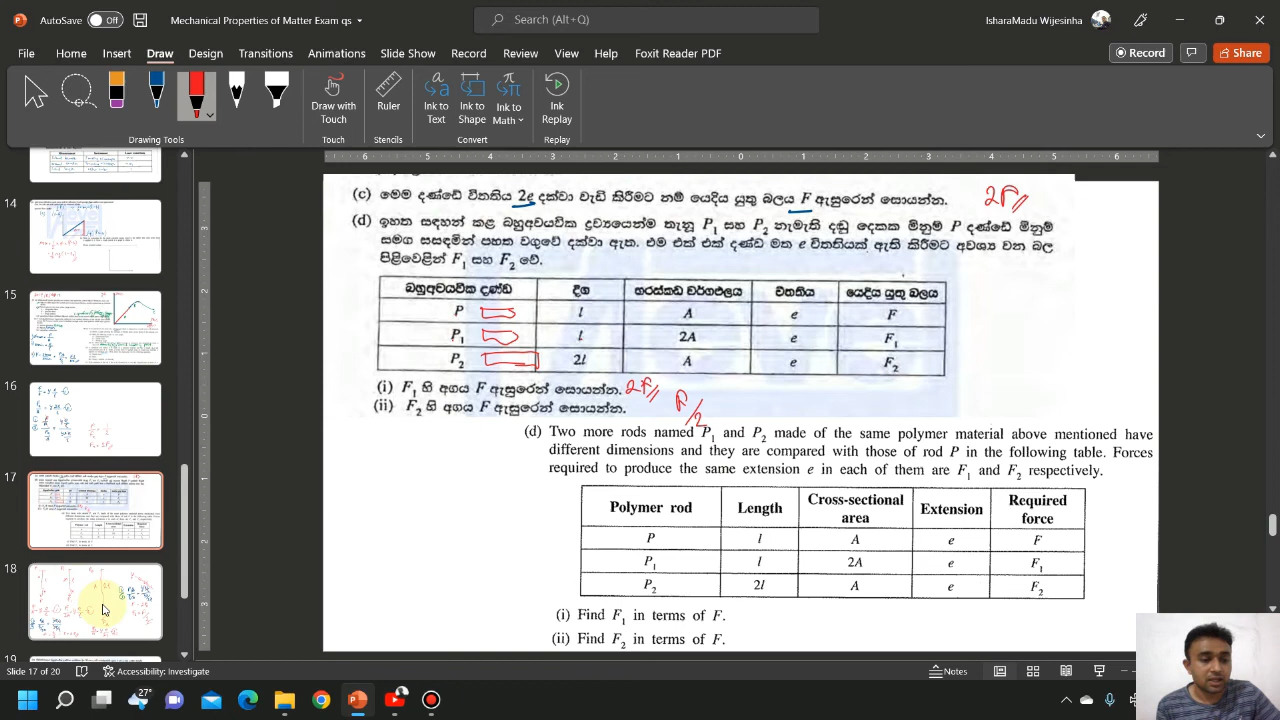 AutoSave Off Mechanical Properties of Matter Exam qs Search (Alt+Q) IsharaMadu Wijesinha
File Home Insert Draw Design Transitions Animations Slide Show Record Review View Help Foxit Reader PDF Record Share
Draw with Touch Ruler Ink to Text Ink to Shape Ink to Math Ink Replay
Touch Stencils Convert Replay
Drawing Tools
14
15
16
17
18
19
(c) මෙම දණ්ඩේ විතතිය 2e දක්වා වැඩි කිරීමට නම් යෙදිය යුතු බලය F ඇසුරෙන් සොයන්න. 2F//
(d) ඉහත සඳහන් කළ බහුඅවයවික ද්‍රව්‍යයෙන්ම තැනූ P₁ සහ P₂ නැමැති දඬු දෙකක මිනුම් P දණ්ඩේ මිනුම්
සමග සසඳමින් පහත වගුවේ දක්වා ඇත. එම එක් එක් දණ්ඩ මත e විතතියක් ඇති කිරීමට අවශ්‍ය වන බල
පිළිවෙළින් F₁ සහ F₂ වේ.
බහුඅවයවික දණ්ඩ දිග හරස්කඩ වර්ගඵලය විතතිය යෙදිය යුතු බලය
P A e F
P₁ 2A e F₁
P₂ 2l A e F₂
(i) F₁ හි අගය F ඇසුරෙන් සොයන්න. 2F//
(ii) F₂ හි අගය F ඇසුරෙන් සොයන්න. F/2
(d) Two more rods named P₁ and P₂ made of the same polymer material above mentioned have
different dimensions and they are compared with those of rod P in the following table. Forces
required to produce the same extension e in each of them are F₁ and F₂ respectively.
Polymer rod Length Cross-sectional area Extension Required force
P l A e F
P₁ l 2A e F₁
P₂ 2l A e F₂
(i) Find F₁ in terms of F.
(ii) Find F₂ in terms of F.
Slide 17 of 20 Accessibility: Investigate Notes
27°